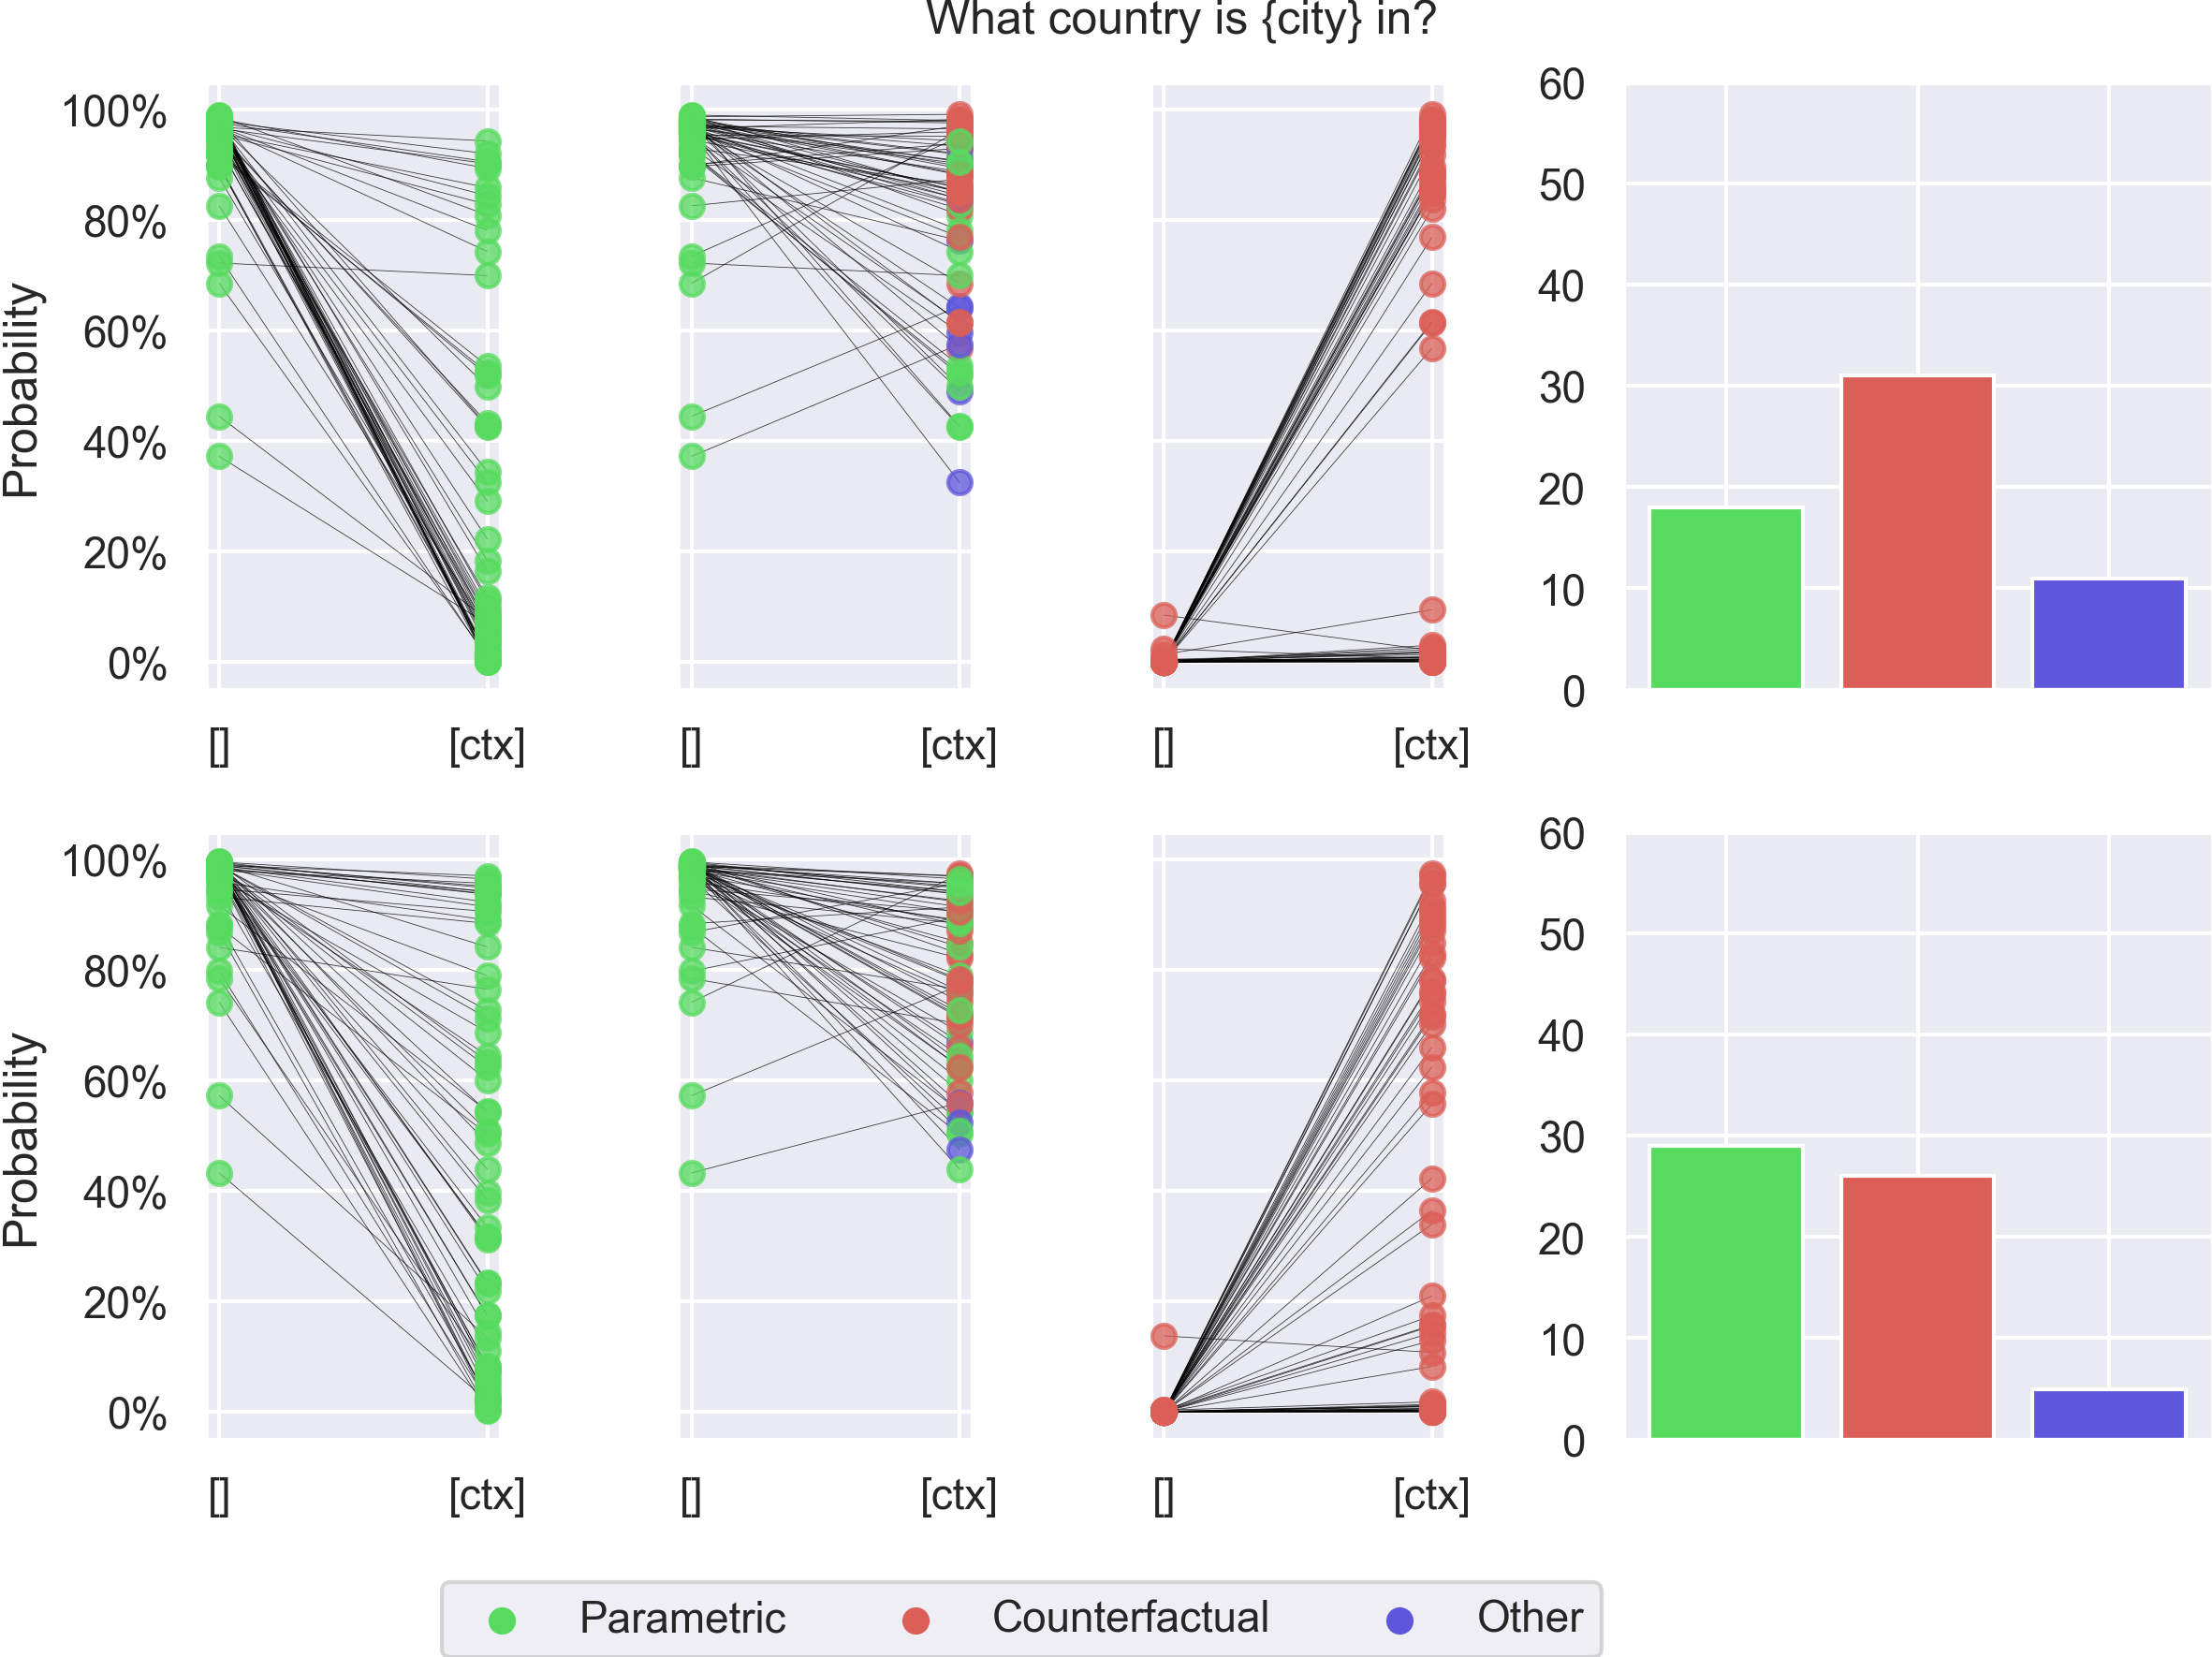 What country is {city} in?
Probability
100%
80%
60%
40%
20%
0%
[] [ctx]
[] [ctx]
[] [ctx]
60
50
40
30
20
10
0
Probability
100%
80%
60%
40%
20%
0%
[] [ctx]
[] [ctx]
[] [ctx]
60
50
40
30
20
10
0
Parametric Counterfactual Other